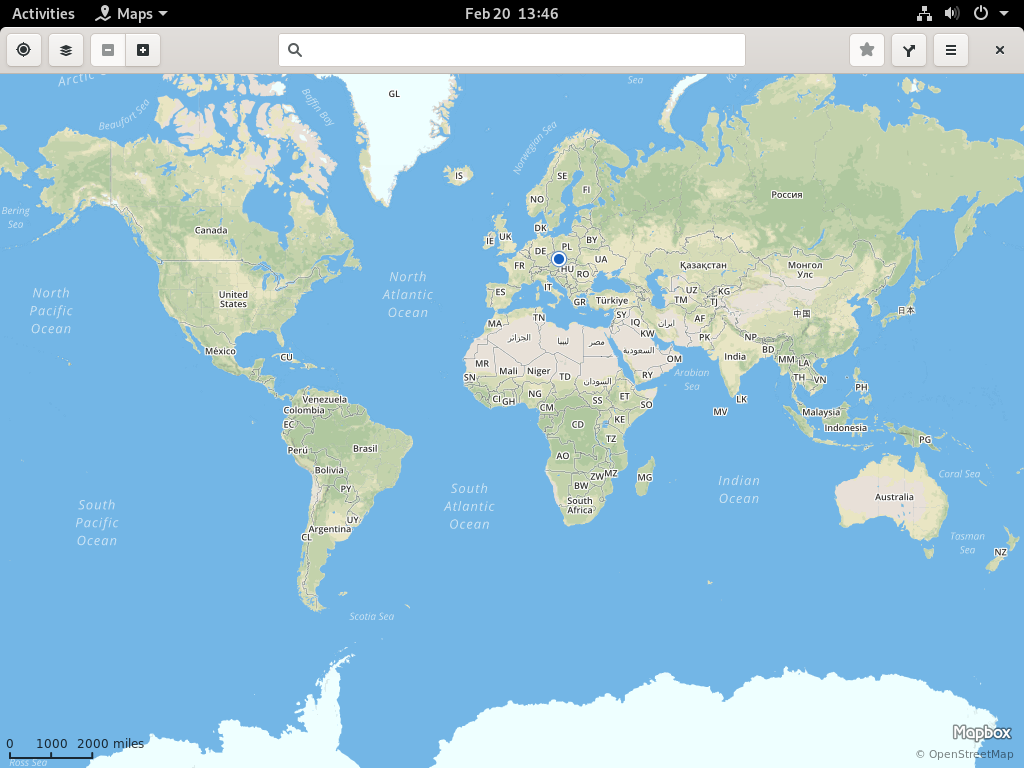 Activities Maps Feb 20 13:46
Arctic
GL
Sea
Beaufort Sea
Baffin Bay
Norwegian Sea
IS
SE
FI
NO
Россия
Bering
Sea
Canada
DK
IE UK
PL
BY
DE
UA
FR
HU
RO
Қазақстан
Монгол
Улс
North
Pacific
Ocean
United
States
North
Atlantic
Ocean
ES
IT
GR
Türkiye
UZ
KG
TM
TJ
中国
日本
MA
TN
SY
IQ
ايران
AF
الجزائر
ليبيا
مصر
KW
PK
NP
México
CU
السعودية
OM
India
BD
MR
Mali
Niger
TD
السودان
RY
Arabian
Sea
MM
LA
SN
TH
VN
PH
Venezuela
Colombia
CI
GH
NG
CM
SS
ET
SO
MV
LK
Malaysia
EC
CD
KE
Indonesia
PG
Perú
Brasil
TZ
Bolivia
AO
ZW
MZ
MG
Indian
Ocean
Coral Sea
PY
BW
South
Africa
Australia
South
Pacific
Ocean
South
Atlantic
Ocean
UY
Argentina
CL
Tasman
Sea
NZ
Scatia Sea
Mapbox
0 1000 2000 miles
© OpenStreetMap
Ross Sea